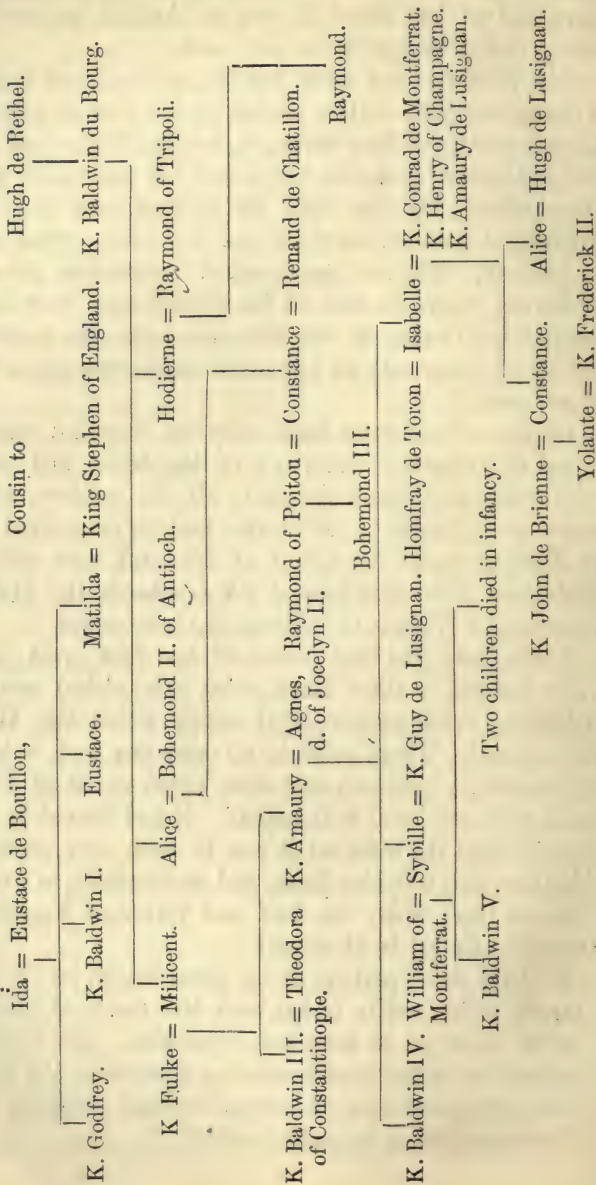 Ida = Eustace de Bouillon, Cousin to Hugh de Rethel.
K. Godfrey. K. Baldwin I. Eustace. Matilda = King Stephen of England. K. Baldwin du Bourg.
K Fulke = Milicent. Alice = Bohemond II. of Antioch. Hodierne = Raymond of Tripoli.
K. Baldwin III. = Theodora K. Amaury = Agnes, Raymond of Poitou = Constance = Renaud de Chatillon. Raymond.
of Constantinople. d. of Jocelyn II.
Bohemond III.
K. Baldwin IV. William of = Sybille = K. Guy de Lusignan. Homfray de Toron = Isabelle = K. Conrad de Montferrat.
Montferrat. K. Henry of Champagne.
K. Amaury de Lusignan.
K. Baldwin V. Two children died in infancy.
K John de Brienne = Constance. Alice = Hugh de Lusignan.
Yolante = K. Frederick II.